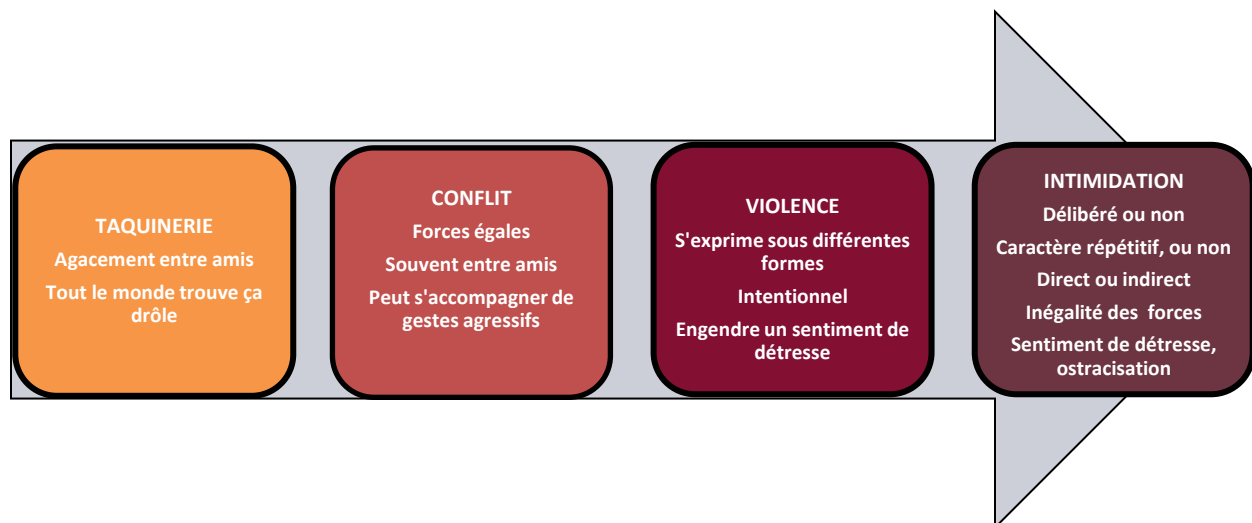 TAQUINERIE
Agacement entre amis
Tout le monde trouve ça
drôle
CONFLIT
Forces égales
Souvent entre amis
Peut s'accompagner de
gestes agressifs
VIOLENCE
S'exprime sous différentes
formes
Intentionnel
Engendre un sentiment de
détresse
INTIMIDATION
Délibéré ou non
Caractère répétitif, ou non
Direct ou indirect
Inégalité des forces
Sentiment de détresse,
ostracisation